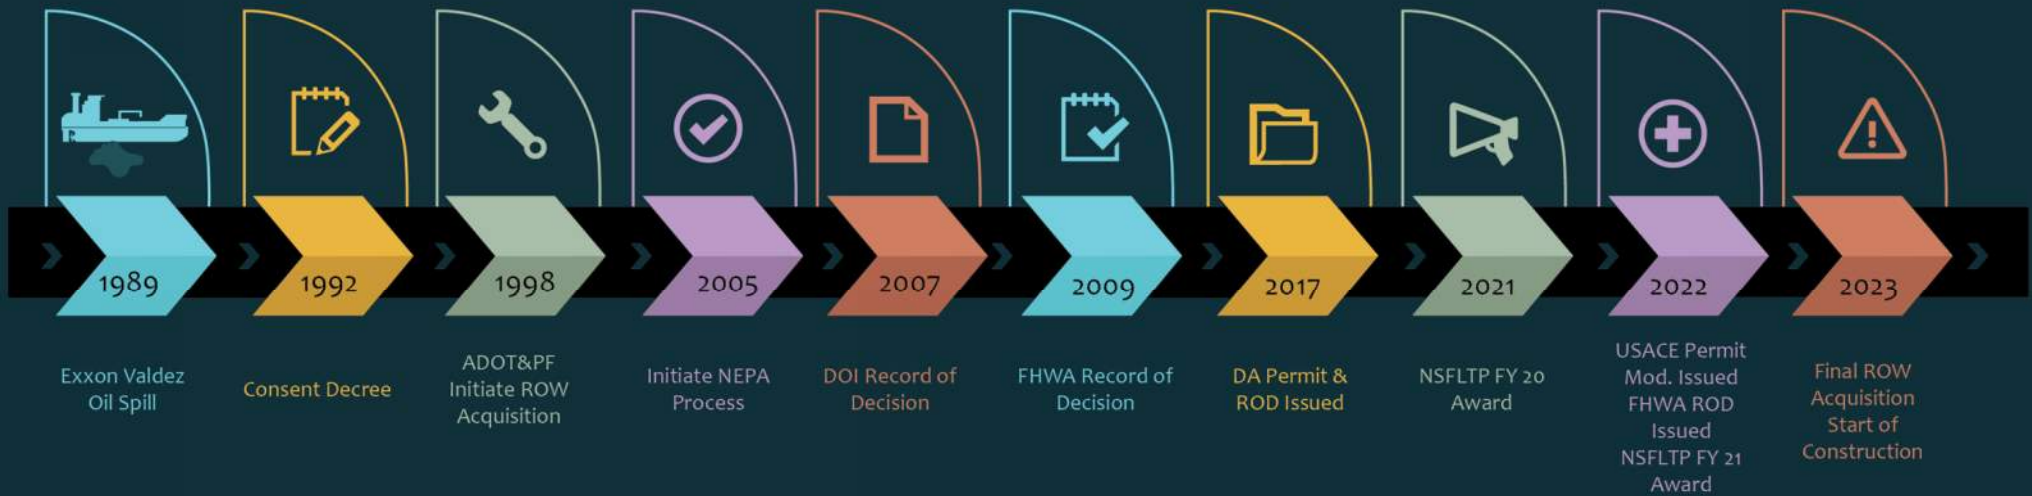 1989
1992
1998
2005
2007
2009
2017
2021
2022
2023
Exxon Valdez
Oil Spill
Consent Decree
ADOT&PF
Initiate ROW
Acquisition
Initiate NEPA
Process
DOI Record of
Decision
FHWA Record of
Decision
DA Permit &
ROD Issued
NSFLTP FY 20
Award
USACE Permit
Mod. Issued
FHWA ROD
Issued
NSFLTP FY 21
Award
Final ROW
Acquisition
Start of
Construction